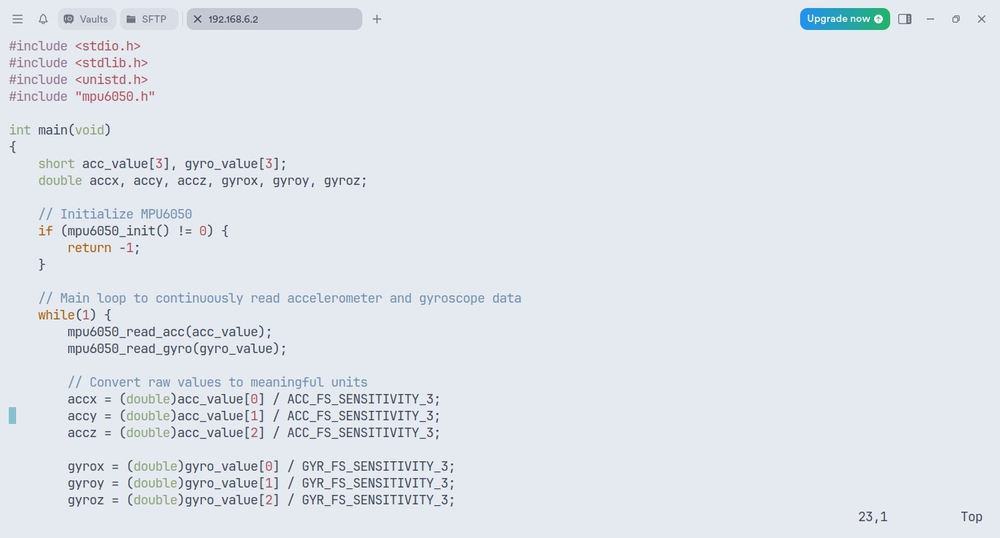 Vaults SFTP 192.168.6.2 Upgrade now
#include <stdio.h>
#include <stdlib.h>
#include <unistd.h>
#include "mpu6050.h"

int main(void)
{
    short acc_value[3], gyro_value[3];
    double accx, accy, accz, gyrox, gyroy, gyroz;

    // Initialize MPU6050
    if (mpu6050_init() != 0) {
        return -1;
    }

    // Main loop to continuously read accelerometer and gyroscope data
    while(1) {
        mpu6050_read_acc(acc_value);
        mpu6050_read_gyro(gyro_value);

        // Convert raw values to meaningful units
        accx = (double)acc_value[0] / ACC_FS_SENSITIVITY_3;
        accy = (double)acc_value[1] / ACC_FS_SENSITIVITY_3;
        accz = (double)acc_value[2] / ACC_FS_SENSITIVITY_3;

        gyrox = (double)gyro_value[0] / GYR_FS_SENSITIVITY_3;
        gyroy = (double)gyro_value[1] / GYR_FS_SENSITIVITY_3;
        gyroz = (double)gyro_value[2] / GYR_FS_SENSITIVITY_3;
23,1 Top